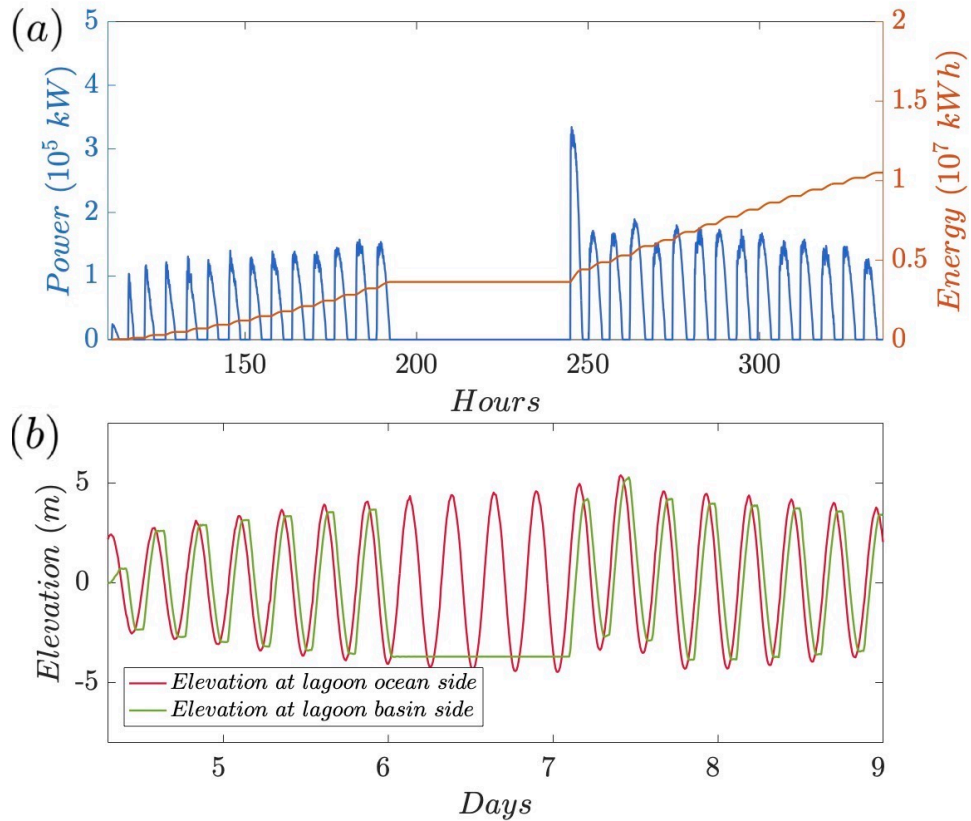 (a)
Power (10^5 kW)
5
4
3
2
1
0
2
1.5
1
0.5
0
Energy (10^7 kWh)
150 200 250 300
Hours
(b)
Elevation (m)
5
0
-5
Elevation at lagoon ocean side
Elevation at lagoon basin side
5 6 7 8 9
Days